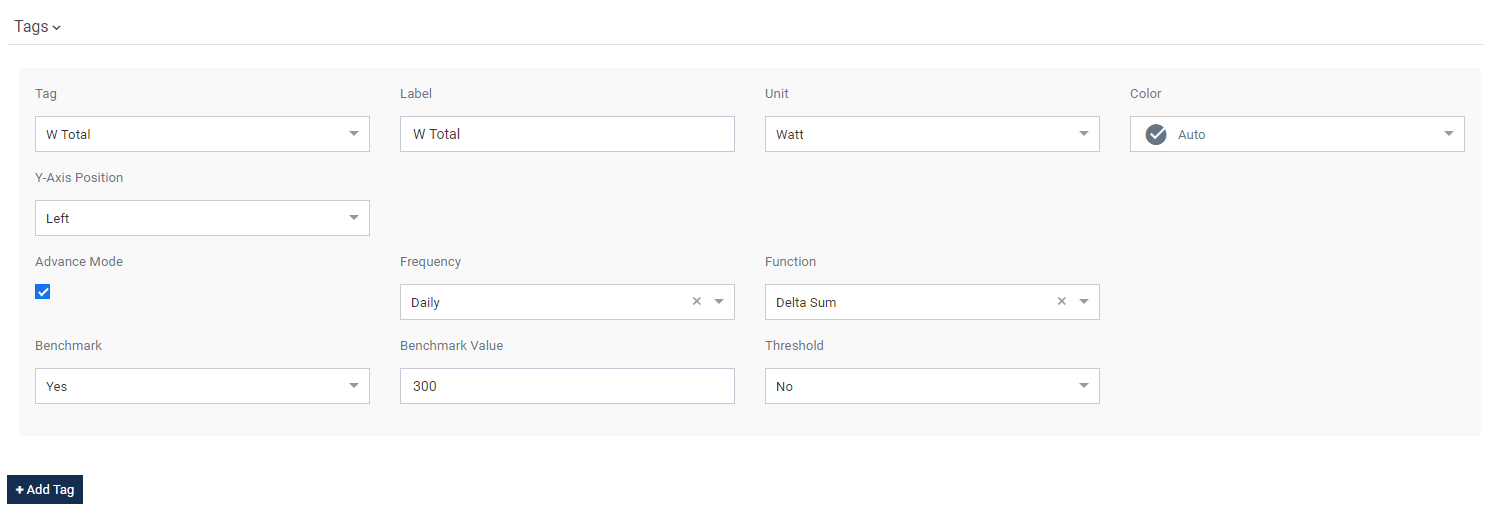 Tags
Tag Label Unit Color
W Total W Total Watt Auto
Y-Axis Position
Left
Advance Mode Frequency Function
Daily × Delta Sum ×
Benchmark Benchmark Value Threshold
Yes 300 No
+ Add Tag